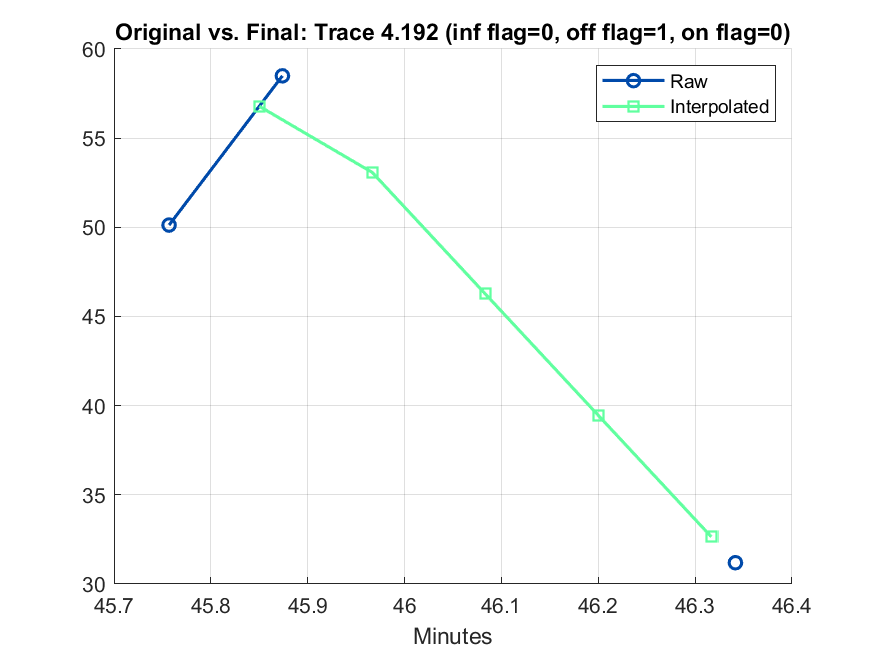 Original vs. Final: Trace 4.192 (inf flag=0, off flag=1, on flag=0)
60
55
50
45
40
35
30
Raw
Interpolated
45.7 45.8 45.9 46 46.1 46.2 46.3 46.4
Minutes